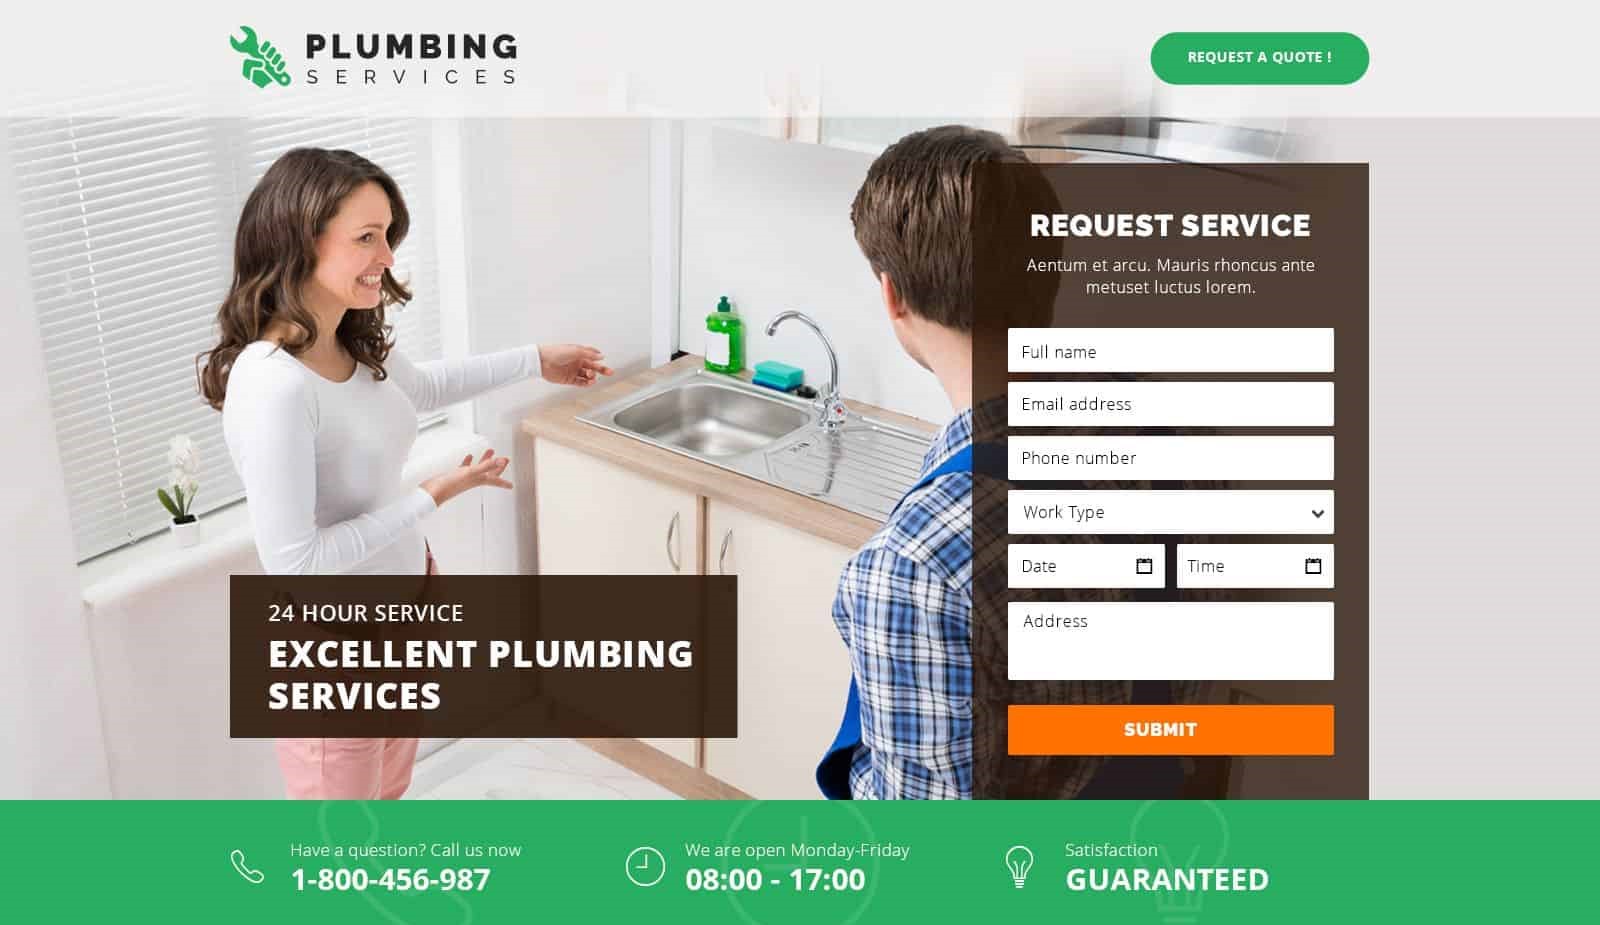 PLUMBING
SERVICES
REQUEST A QUOTE !
REQUEST SERVICE
Aentum et arcu. Mauris rhoncus ante
metuset luctus lorem.
Full name
Email address
Phone number
Work Type
Date
Time
Address
SUBMIT
24 HOUR SERVICE
EXCELLENT PLUMBING
SERVICES
Have a question? Call us now
1-800-456-987
We are open Monday-Friday
08:00 - 17:00
Satisfaction
GUARANTEED